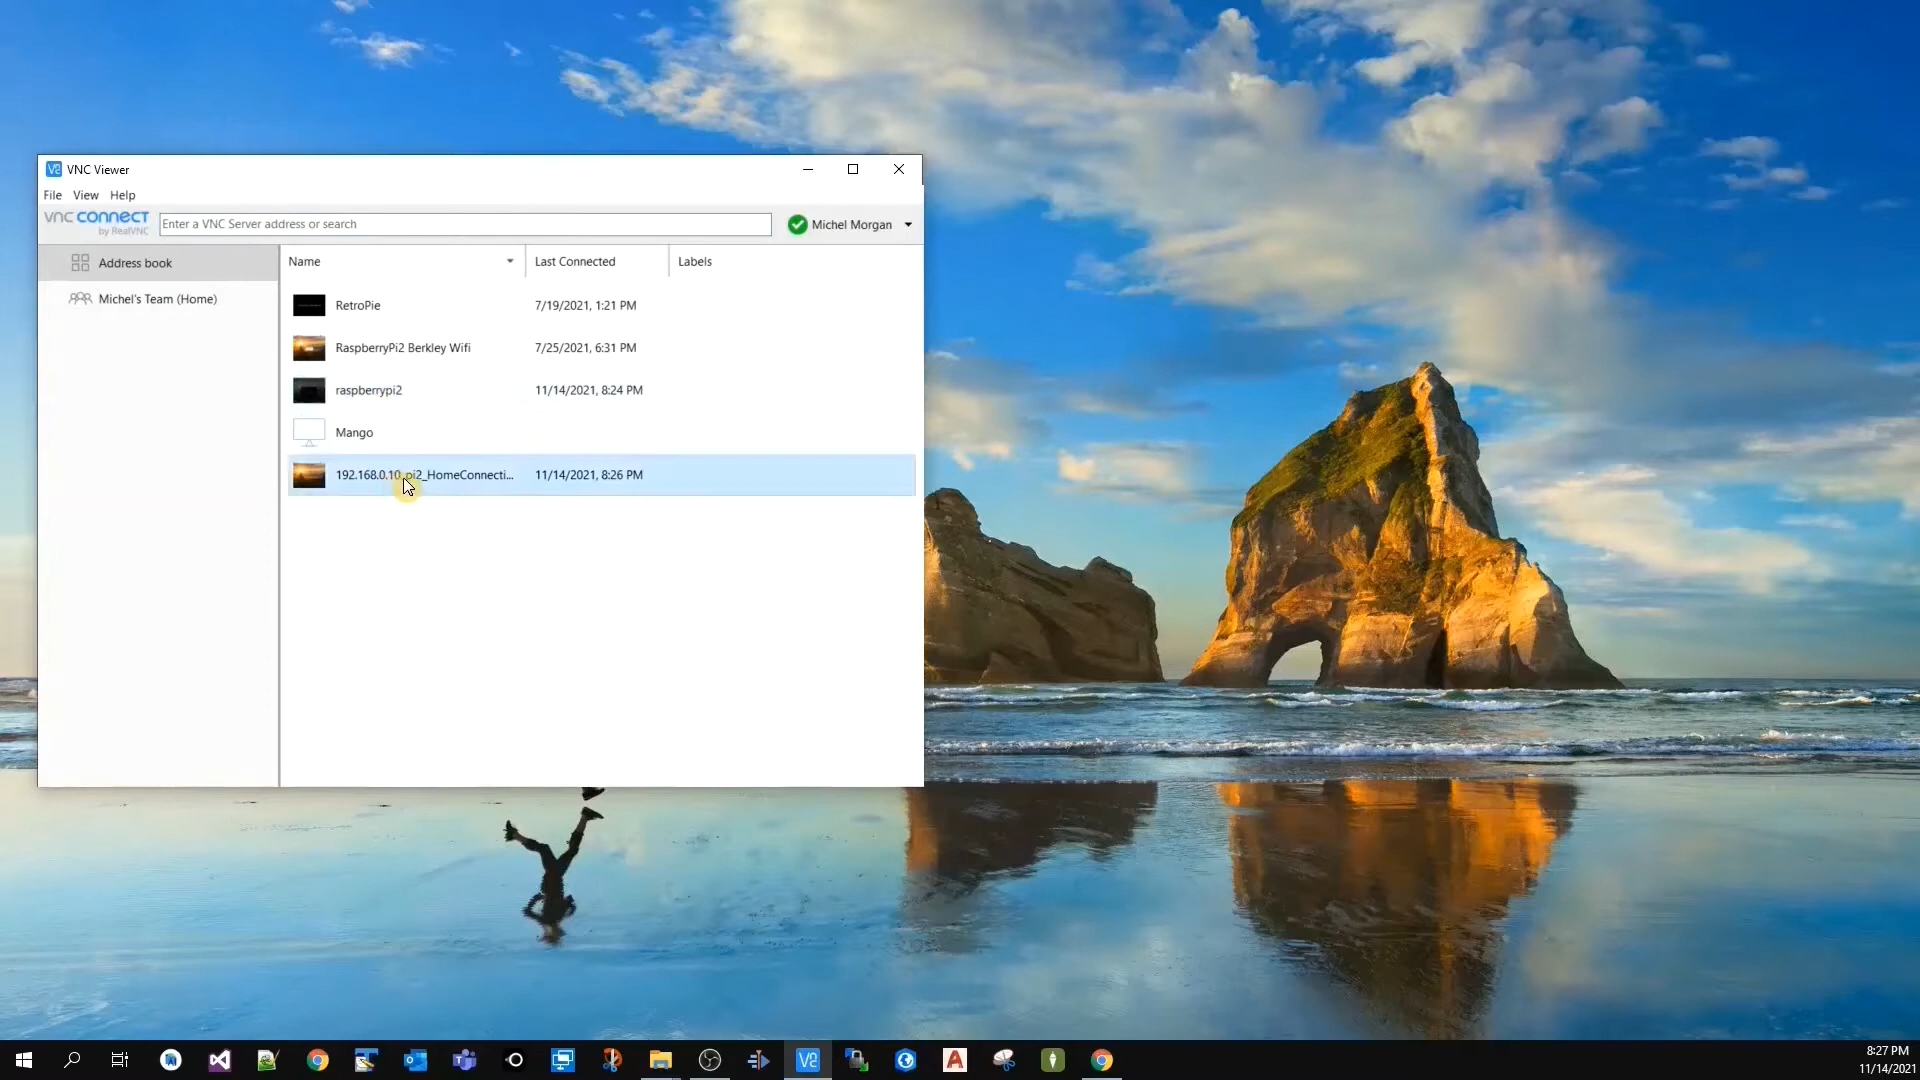 VNC Viewer
File View Help
vnc connect
by RealVNC
Enter a VNC Server address or search
Michel Morgan
Address book
Michel's Team (Home)
Name Last Connected Labels
RetroPie 7/19/2021, 1:21 PM
RaspberryPi2 Berkley Wifi 7/25/2021, 6:31 PM
raspberrypi2 11/14/2021, 8:24 PM
Mango
192.168.0.10_pi2_HomeConnecti... 11/14/2021, 8:26 PM
8:27 PM
11/14/2021